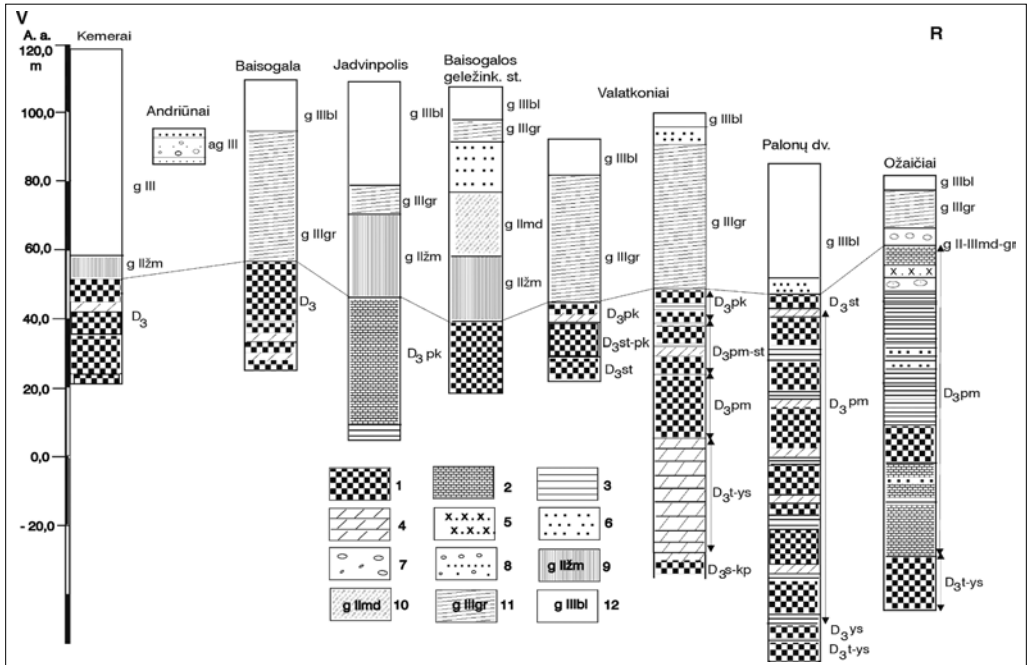 V
R
A. a.
120,0
m
100,0
80,0
60,0
40,0
20,0
0,0
- 20,0
Kemerai
g III
g IIžm
D3
Andriūnai
ag III
Baisogala
g IIIbl
g IIIgr
D3
Jadvinpolis
g IIIgr
g IIžm
D3 pk
Baisogalos
geležink. st.
g IIIbl
g IIIgr
g IImd
g IIžm
Valatkoniai
g IIIbl
g IIIgr
D3pk
D3st-pk
D3st
g IIIbl
g IIIgr
D3pk
D3pm-st
D3pm
D3t-ys
D3s-kp
Palonų dv.
g IIIbl
D3st
D3pm
D3ys
D3t-ys
Ožaičiai
g IIIbl
g IIIgr
g II-IIImd-gr
D3pm
D3t-ys
1
2
3
4
5
6
7
8
g IIžm 9
g IImd 10
g IIIgr 11
g IIIbl 12